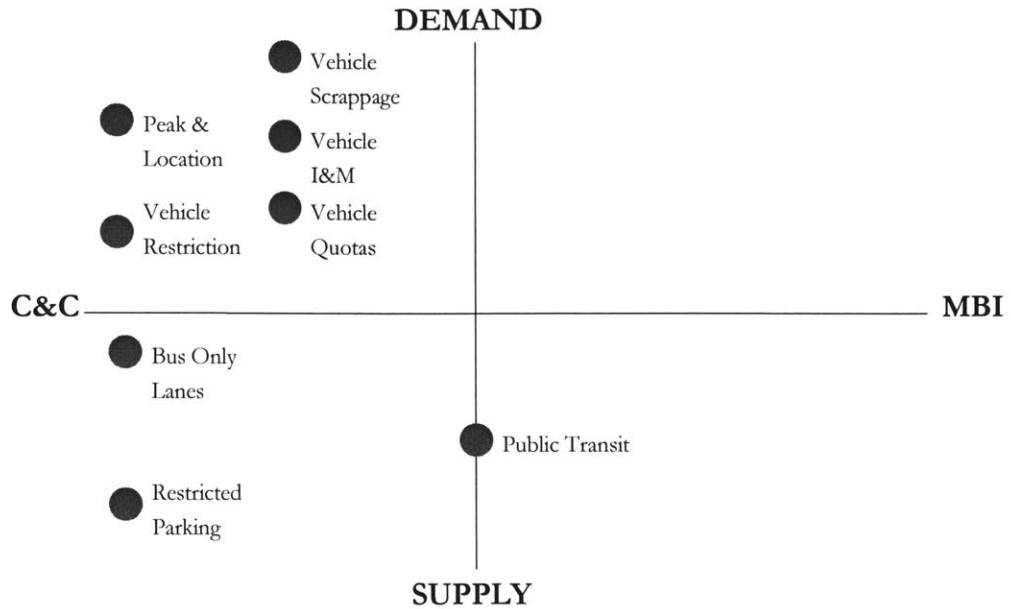 DEMAND
Vehicle
Scrappage
Peak &
Location
Vehicle
I&M
Vehicle
Restriction
Vehicle
Quotas
C&C
MBI
Bus Only
Lanes
Public Transit
Restricted
Parking
SUPPLY